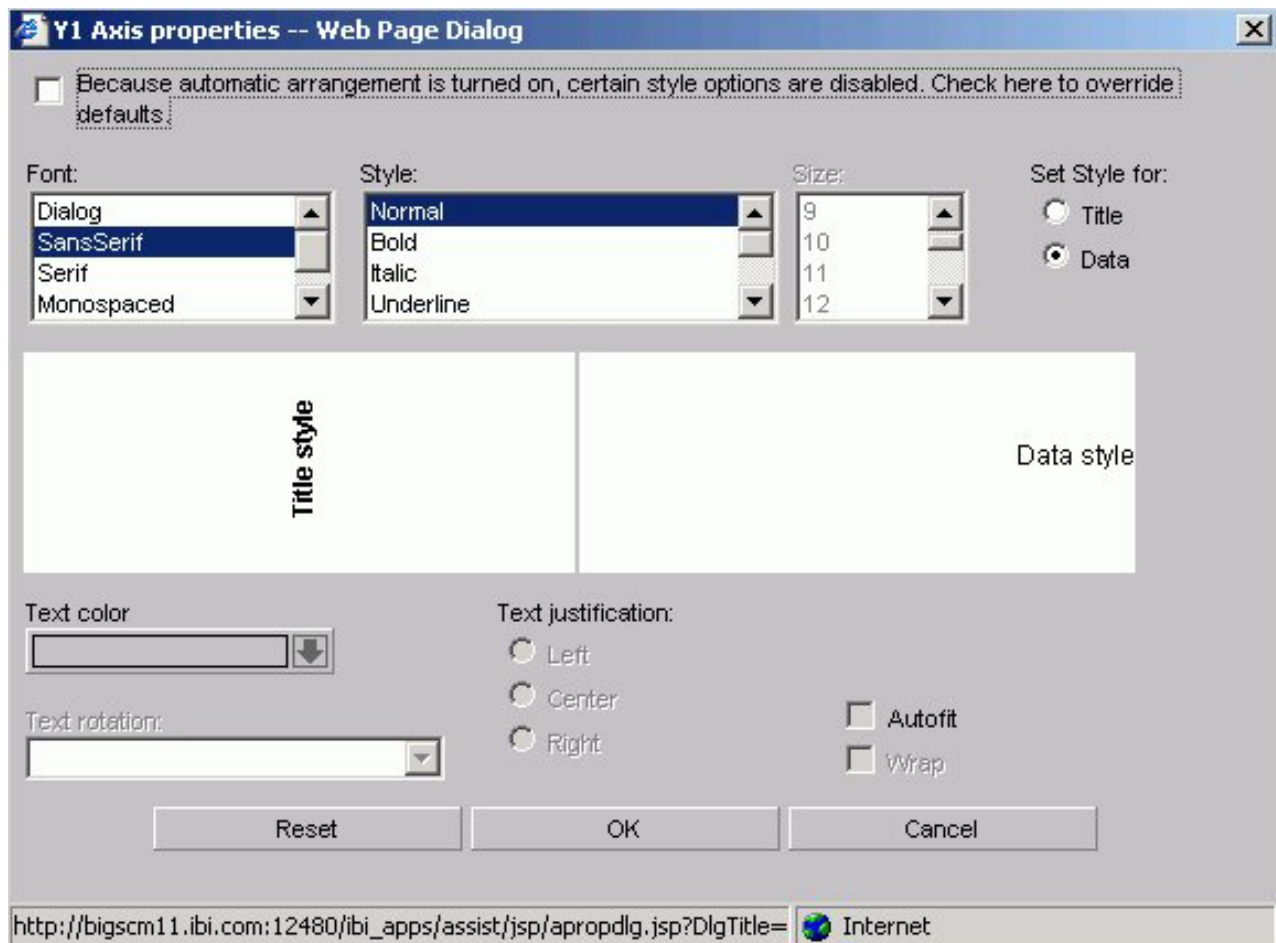 Y1 Axis properties -- Web Page Dialog
Because automatic arrangement is turned on, certain style options are disabled. Check here to override
defaults.
Font:
Style:
Size:
Set Style for:
Dialog
SansSerif
Serif
Monospaced
Normal
Bold
Italic
Underline
9
10
11
12
Title
Data
Title style
Data style
Text color
Text justification:
Left
Center
Right
Text rotation:
Autofit
Wrap
Reset
OK
Cancel
http://bigscm11.ibi.com:12480/ibi_apps/assist/jsp/apropdlg.jsp?DlgTitle=
Internet